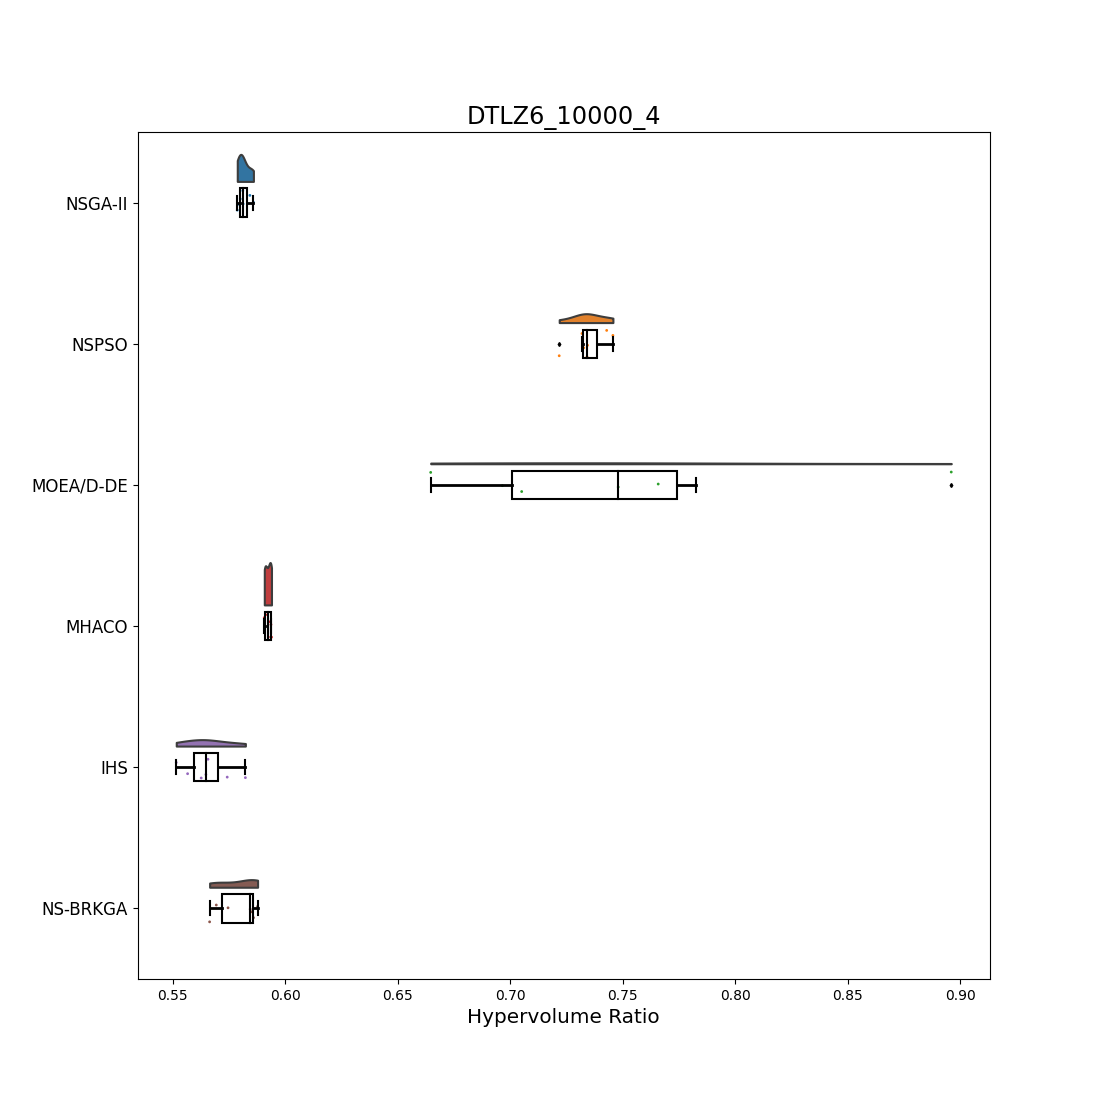 DTLZ6_10000_4
NSGA-II
NSPSO
MOEA/D-DE
MHACO
IHS
NS-BRKGA
0.55 0.60 0.65 0.70 0.75 0.80 0.85 0.90
Hypervolume Ratio